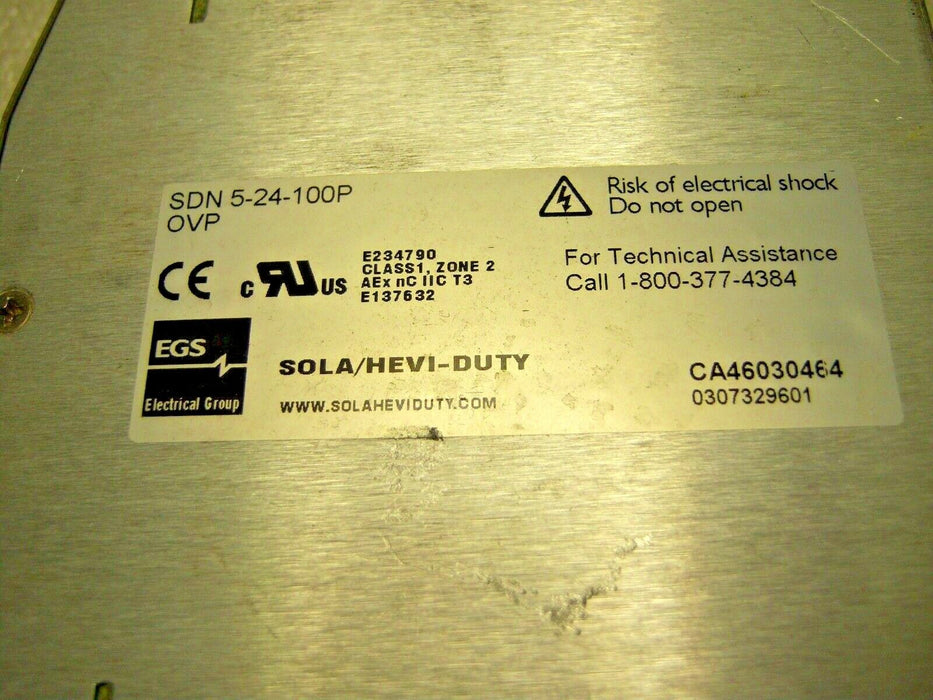 SDN 5-24-100P
OVP
Risk of electrical shock
Do not open
CE
c RU US
E234790
CLASS1, ZONE 2
AEx nC IIC T3
E137632
For Technical Assistance
Call 1-800-377-4384
EGS
Electrical Group
SOLA/HEVI-DUTY
WWW.SOLAHEVIDUTY.COM
CA46030464
0307329601